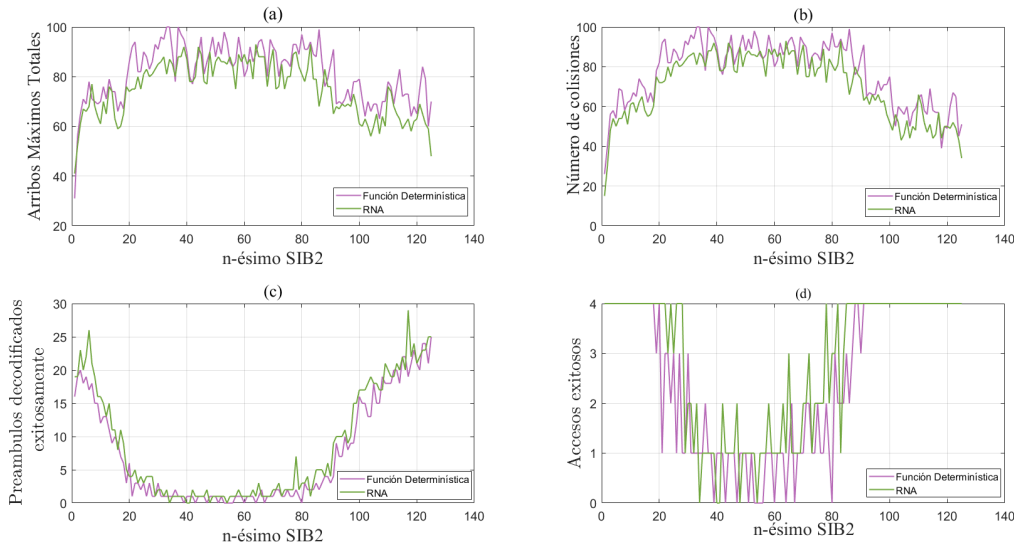 (a)
Arribos Máximos Totales
100
80
60
40
20
0 20 40 60 80 100 120 140
n-ésimo SIB2
Función Determinística
RNA
(b)
Número de colisiones
100
80
60
40
20
0
0 20 40 60 80 100 120 140
n-ésimo SIB2
Función Determinística
RNA
(c)
Preambulos decodificados
exitosamente
30
25
20
15
10
5
0
0 20 40 60 80 100 120 140
n-ésimo SIB2
Función Determinística
RNA
(d)
Accesos exitosos
4
3
2
1
0
0 20 40 60 80 100 120 140
n-ésimo SIB2
Función Determinística
RNA